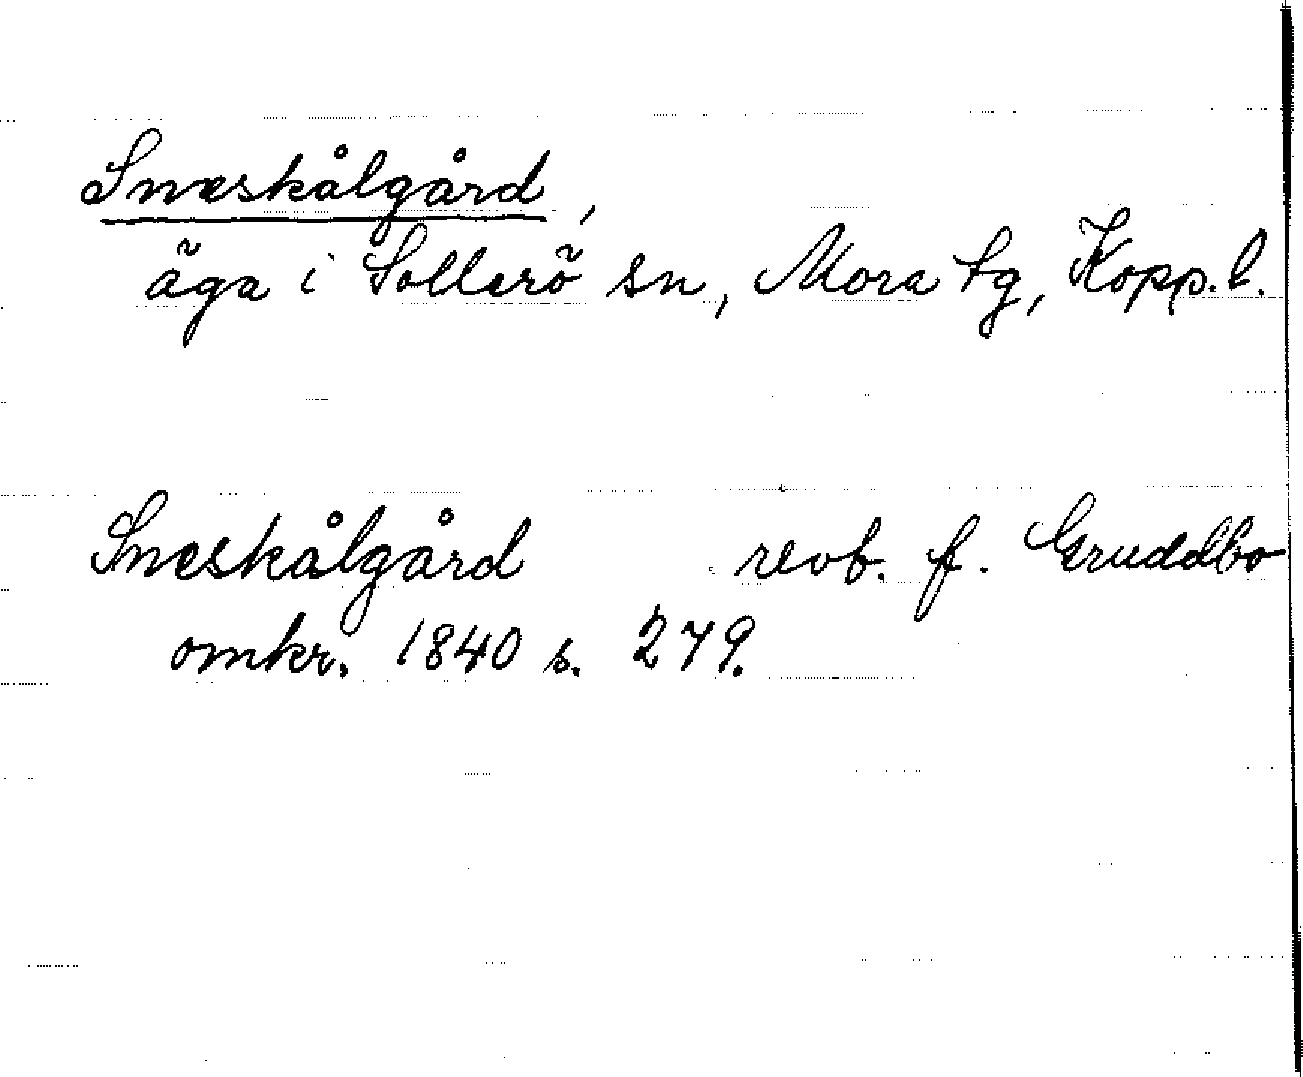 Sneskålgård,
äga i Sollerö sn, Mora tg, Kopp. l.
Sneskålgård revb. f. Gruddbo
omkr. 1840 s. 279.